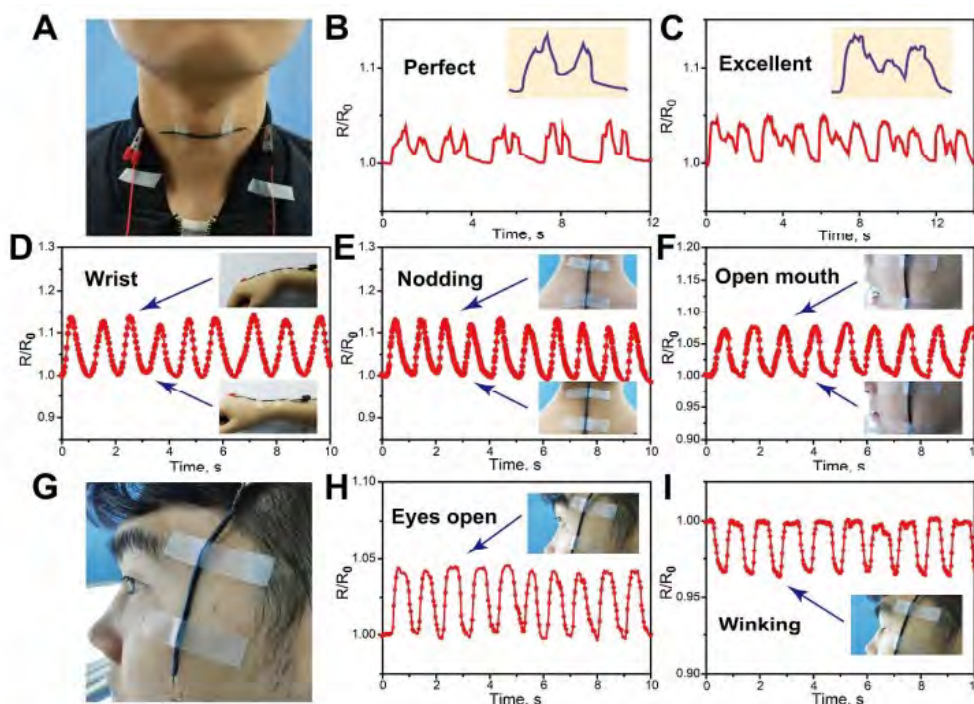 A
B
Perfect
R/R0
1.1
1.0
0 4 8 12
Time, s
C
Excellent
R/R0
1.1
1.0
0 4 8 12
Time, s
D
Wrist
R/R0
1.3
1.2
1.1
1.0
0.9
0 2 4 6 8 10
Time, s
E
Nodding
R/R0
1.3
1.2
1.1
1.0
0.9
0 2 4 6 8 10
Time, s
F
Open mouth
R/R0
1.20
1.15
1.10
1.05
1.00
0.95
0.90
0 2 4 6 8 10
Time, s
G
H
Eyes open
R/R0
1.10
1.05
1.00
0 2 4 6 8 10
Time, s
I
Winking
R/R0
1.00
0.95
0.90
0 2 4 6 8 10
Time, s